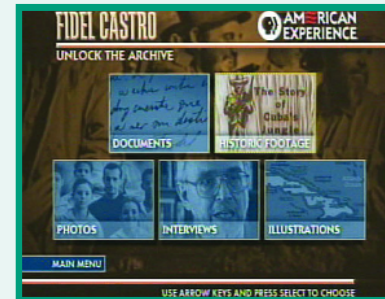 FIDEL CASTRO
AMERICAN
EXPERIENCE
UNLOCK THE ARCHIVE
The Story
of
Cuba's
Jungle
DOCUMENTS
HISTORIC FOOTAGE
PHOTOS
INTERVIEWS
ILLUSTRATIONS
MAIN MENU
USE ARROW KEYS AND PRESS SELECT TO CHOOSE